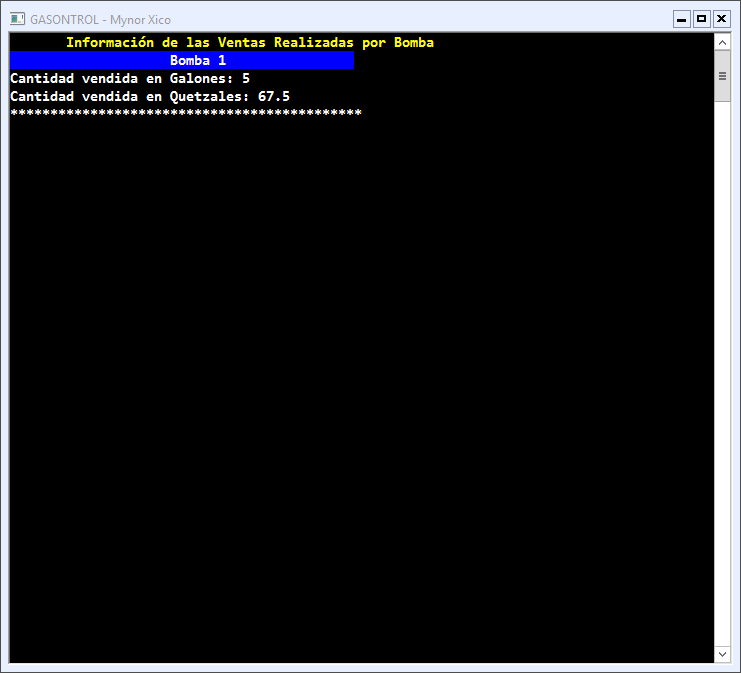 GASONTROL - Mynor Xico
Información de las Ventas Realizadas por Bomba
Bomba 1
Cantidad vendida en Galones: 5
Cantidad vendida en Quetzales: 67.5
********************************************